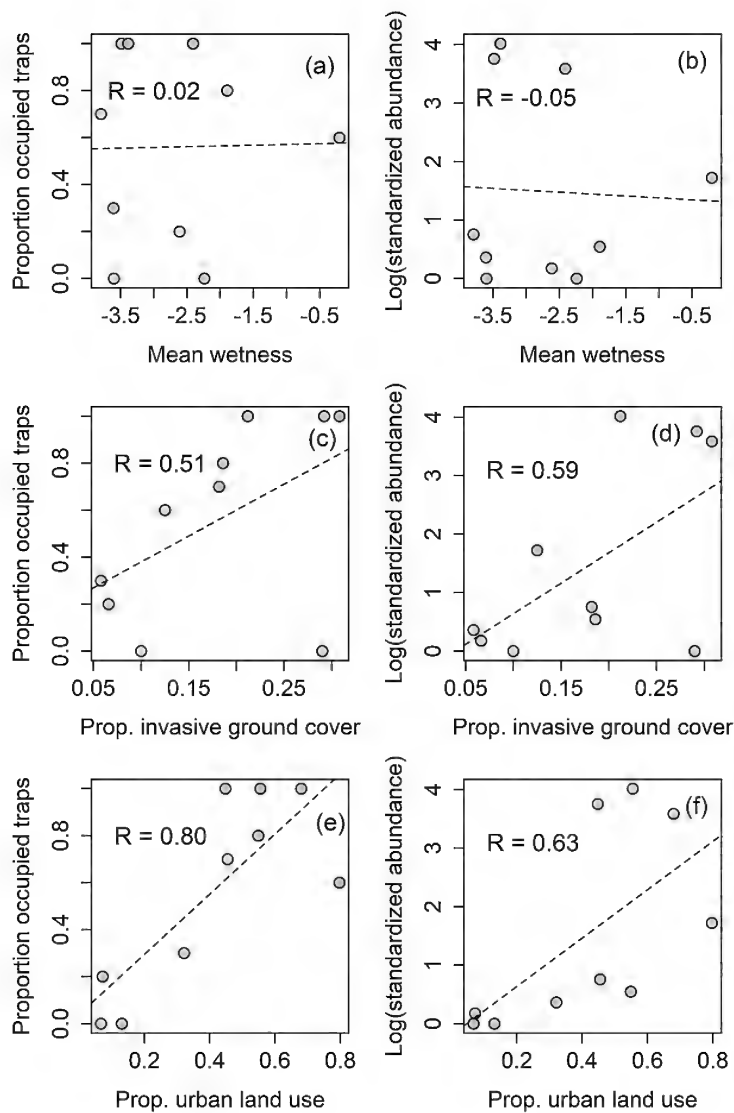 Proportion occupied traps
0.0 0.4 0.8
(a)
R = 0.02
-3.5 -2.5 -1.5 -0.5
Mean wetness
Log(standardized abundance)
0 1 2 3 4
(b)
R = -0.05
-3.5 -2.5 -1.5 -0.5
Mean wetness
Proportion occupied traps
0.0 0.4 0.8
(c)
R = 0.51
0.05 0.15 0.25
Prop. invasive ground cover
Log(standardized abundance)
0 1 2 3 4
(d)
R = 0.59
0.05 0.15 0.25
Prop. invasive ground cover
Proportion occupied traps
0.0 0.4 0.8
(e)
R = 0.80
0.2 0.4 0.6 0.8
Prop. urban land use
Log(standardized abundance)
0 1 2 3 4
(f)
R = 0.63
0.2 0.4 0.6 0.8
Prop. urban land use